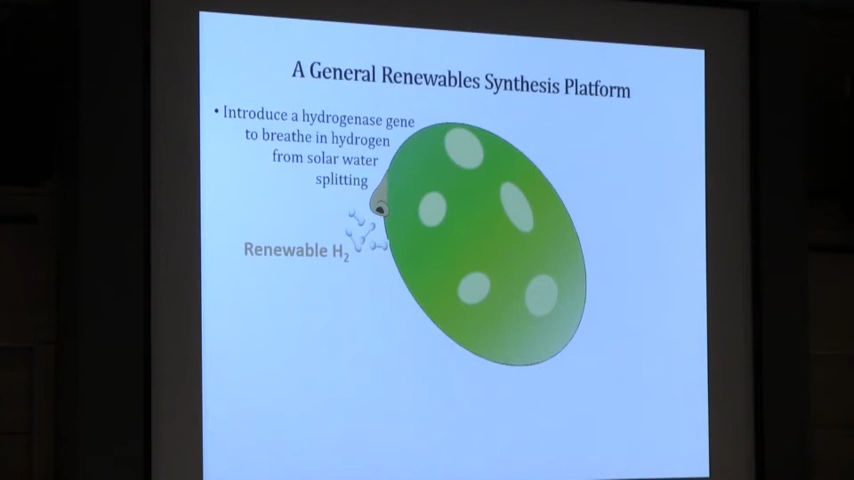 A General Renewables Synthesis Platform
• Introduce a hydrogenase gene
to breathe in hydrogen
from solar water
splitting
Renewable H₂